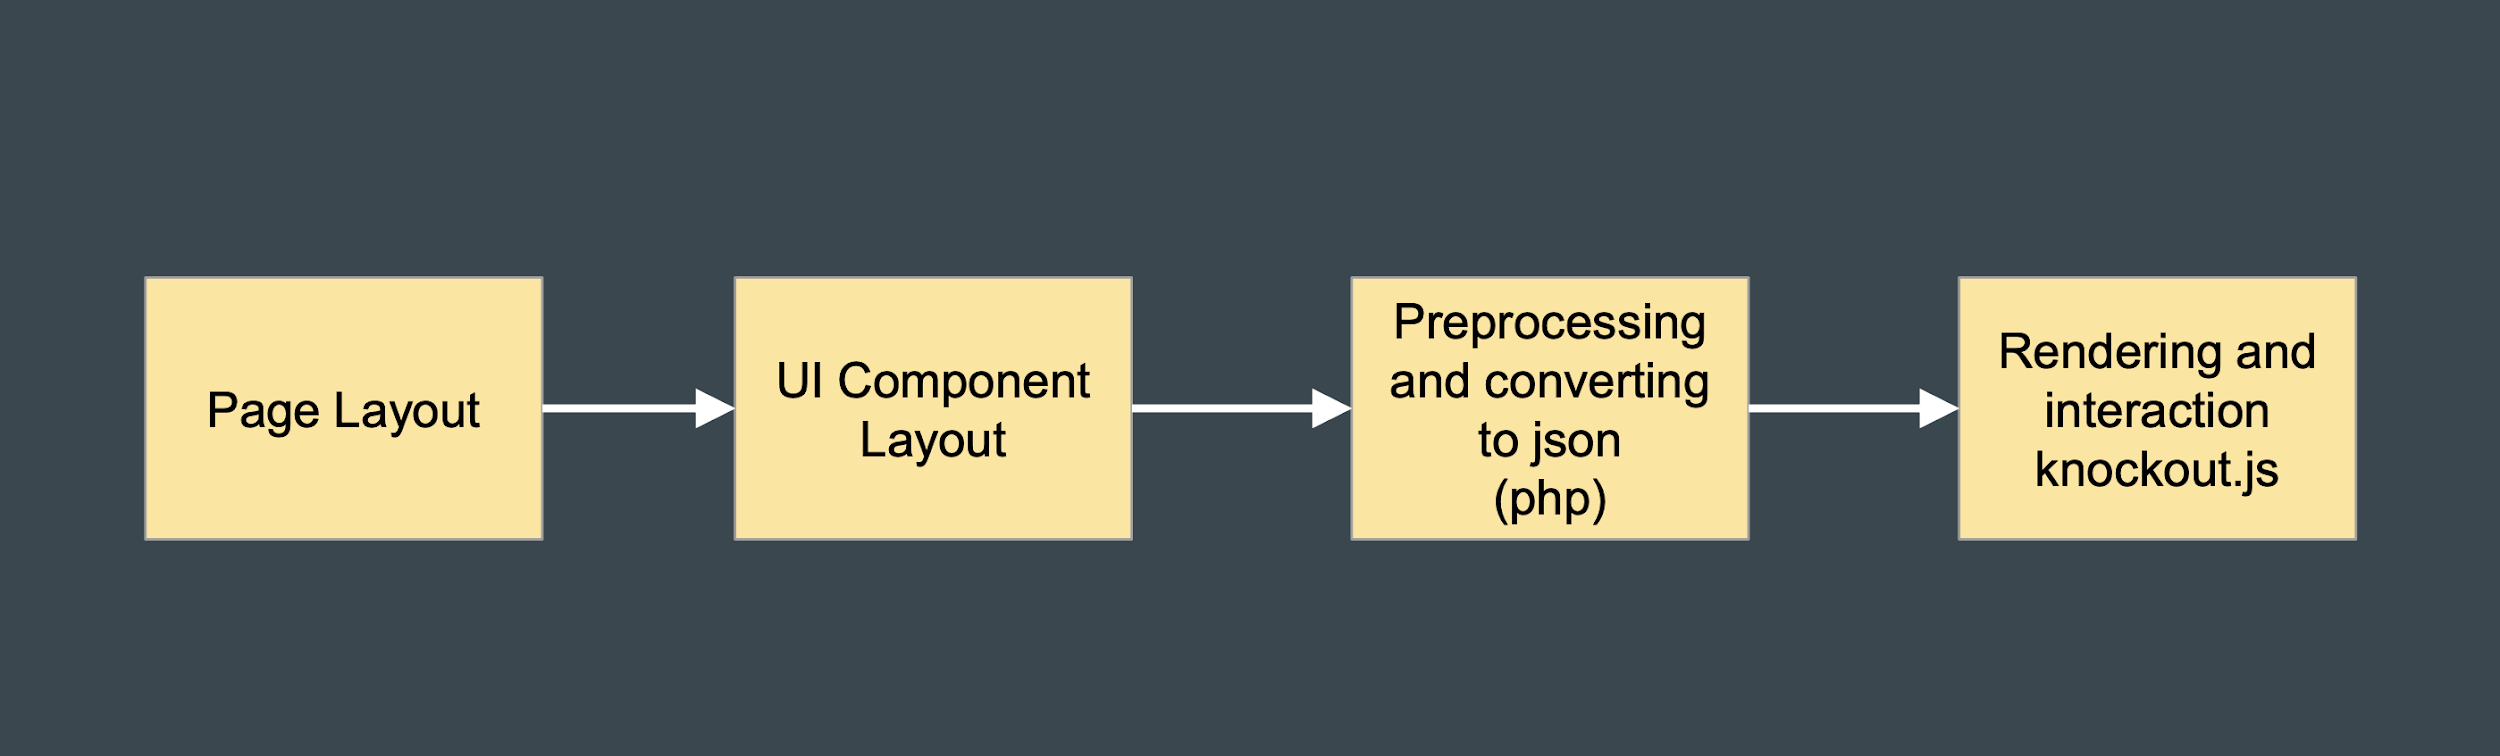 Page Layout
UI Component
Layout
Preprocessing
and converting
to json
(php)
Rendering and
interaction
knockout.js